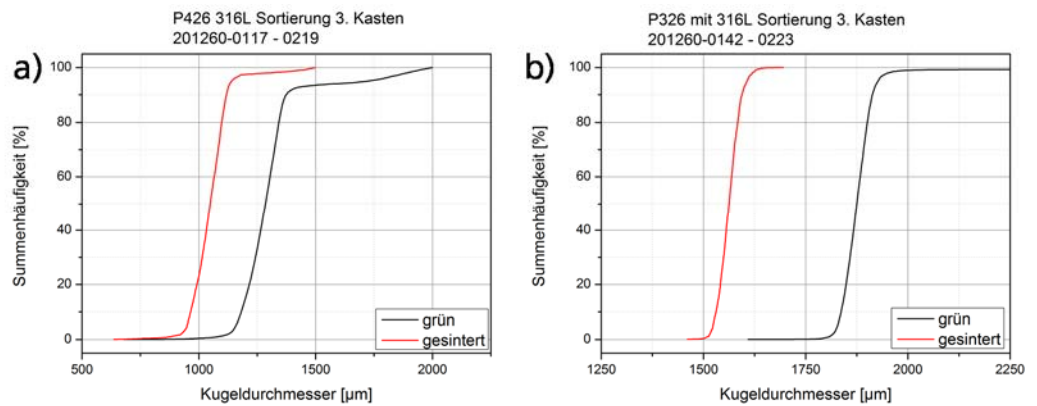 a)
P426 316L Sortierung 3. Kasten
201260-0117 - 0219
Summenhäufigkeit [%]
100
80
60
40
20
0
grün
gesintert
500 1000 1500 2000
Kugeldurchmesser [µm]
b)
P326 mit 316L Sortierung 3. Kasten
201260-0142 - 0223
Summenhäufigkeit [%]
100
80
60
40
20
0
grün
gesintert
1250 1500 1750 2000 2250
Kugeldurchmesser [µm]